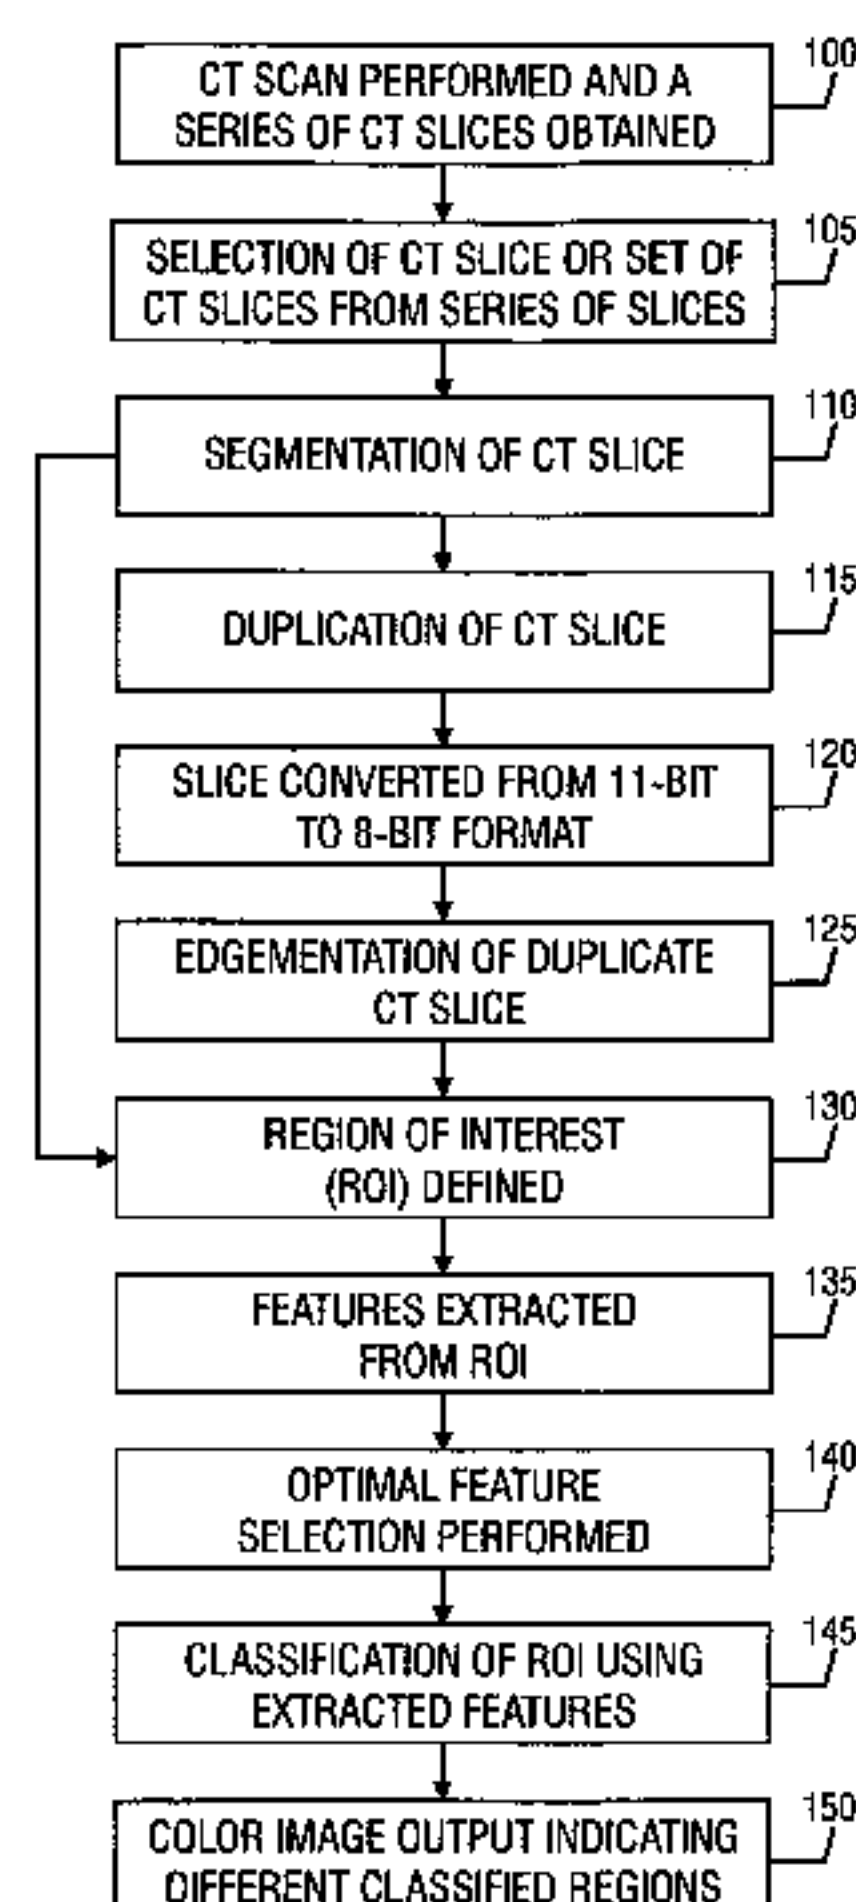 100
CT SCAN PERFORMED AND A
SERIES OF CT SLICES OBTAINED
105
SELECTION OF CT SLICE OR SET OF
CT SLICES FROM SERIES OF SLICES
110
SEGMENTATION OF CT SLICE
115
DUPLICATION OF CT SLICE
120
SLICE CONVERTED FROM 11-BIT
TO 8-BIT FORMAT
125
EDGEMENTATION OF DUPLICATE
CT SLICE
130
REGION OF INTEREST
(ROI) DEFINED
135
FEATURES EXTRACTED
FROM ROI
140
OPTIMAL FEATURE
SELECTION PERFORMED
145
CLASSIFICATION OF ROI USING
EXTRACTED FEATURES
150
COLOR IMAGE OUTPUT INDICATING
DIFFERENT CLASSIFIED REGIONS